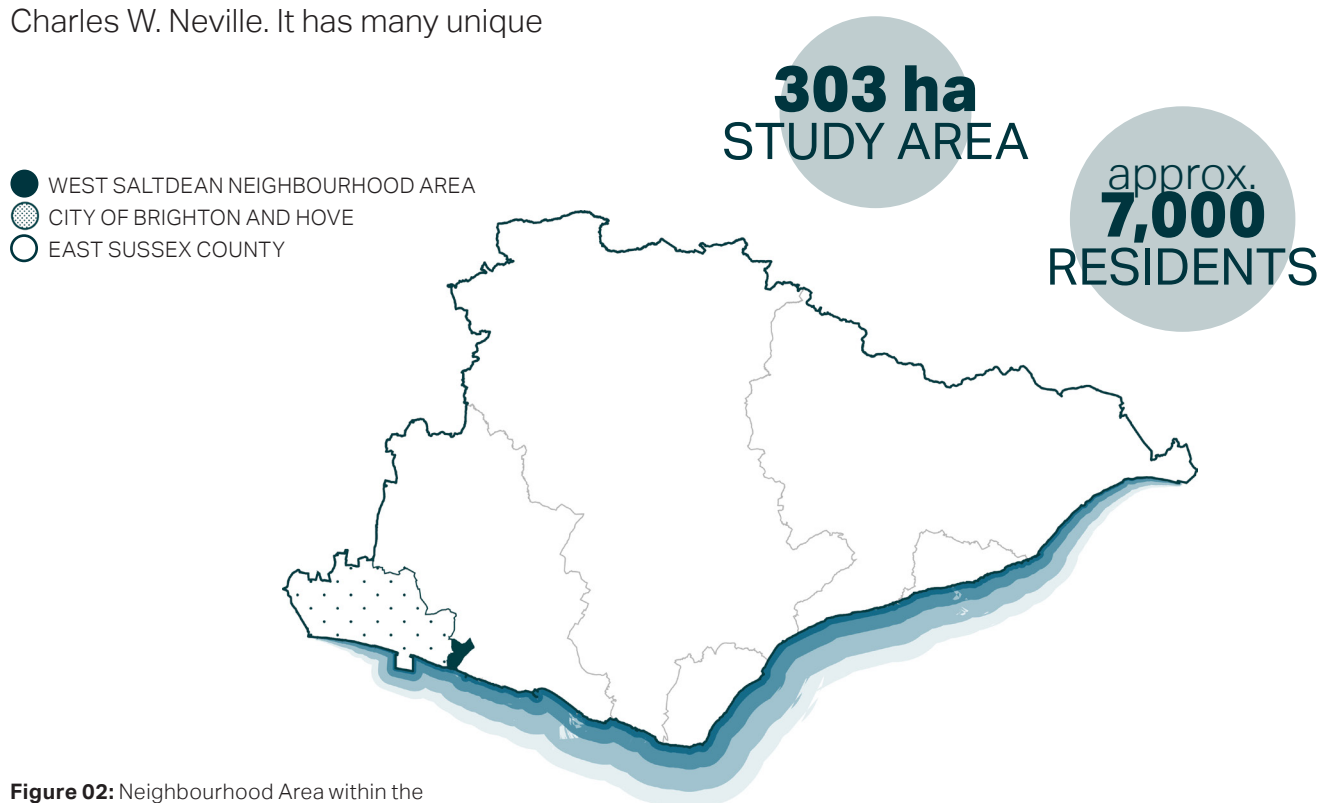 Charles W. Neville. It has many unique
303 ha
STUDY AREA
approx.
7,000
RESIDENTS
WEST SALTDEAN NEIGHBOURHOOD AREA
CITY OF BRIGHTON AND HOVE
EAST SUSSEX COUNTY
Figure 02: Neighbourhood Area within the